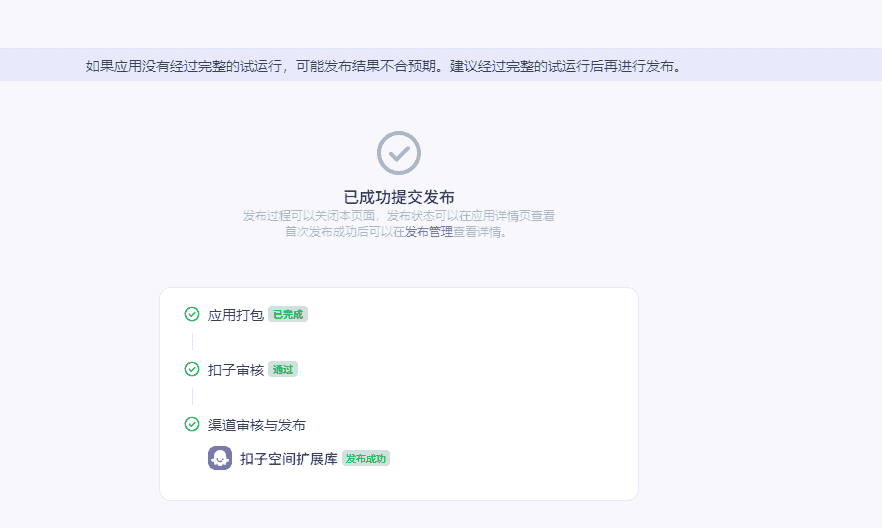 如果应用没有经过完整的试运行，可能发布结果不合预期。建议经过完整的试运行后再进行发布。
已成功提交发布
发布过程可以关闭本页面，发布状态可以在应用详情页查看
首次发布成功后可以在发布管理查看详情。
应用打包 已完成
扣子审核 通过
渠道审核与发布
扣子空间扩展库 发布成功